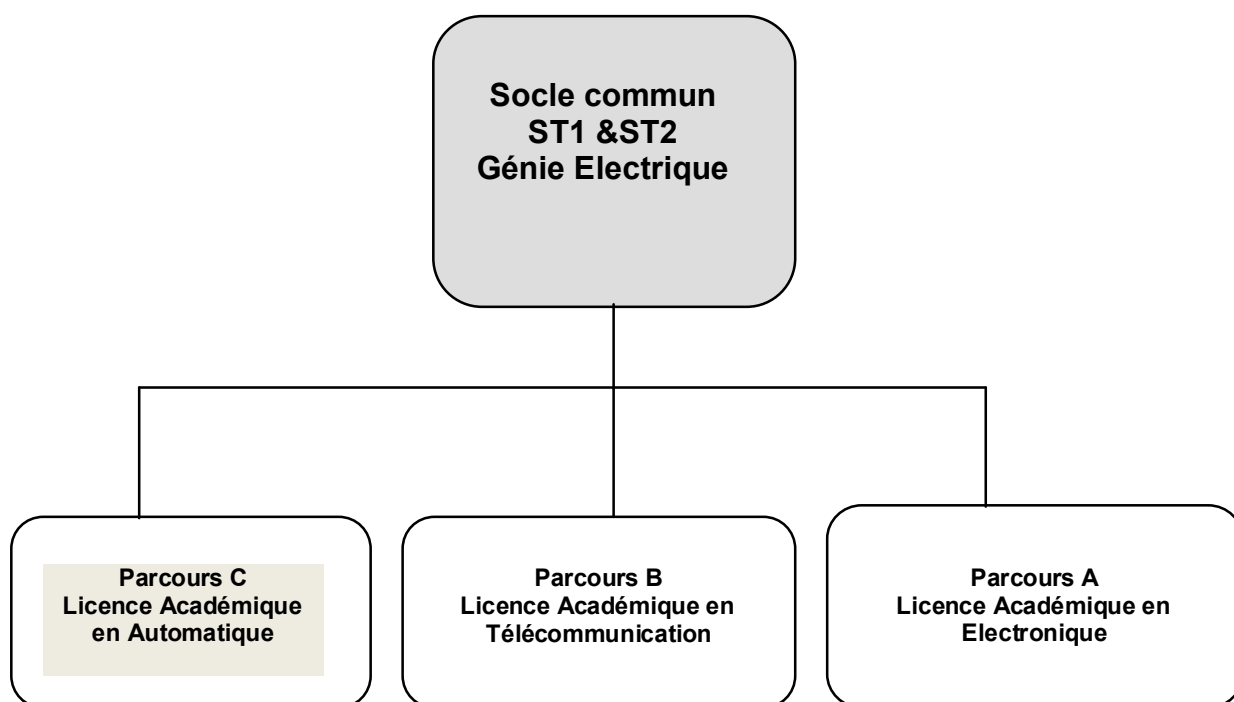 Socle commun
ST1 &ST2
Génie Electrique
Parcours C
Licence Académique
en Automatique
Parcours B
Licence Académique en
Télécommunication
Parcours A
Licence Académique en
Electronique